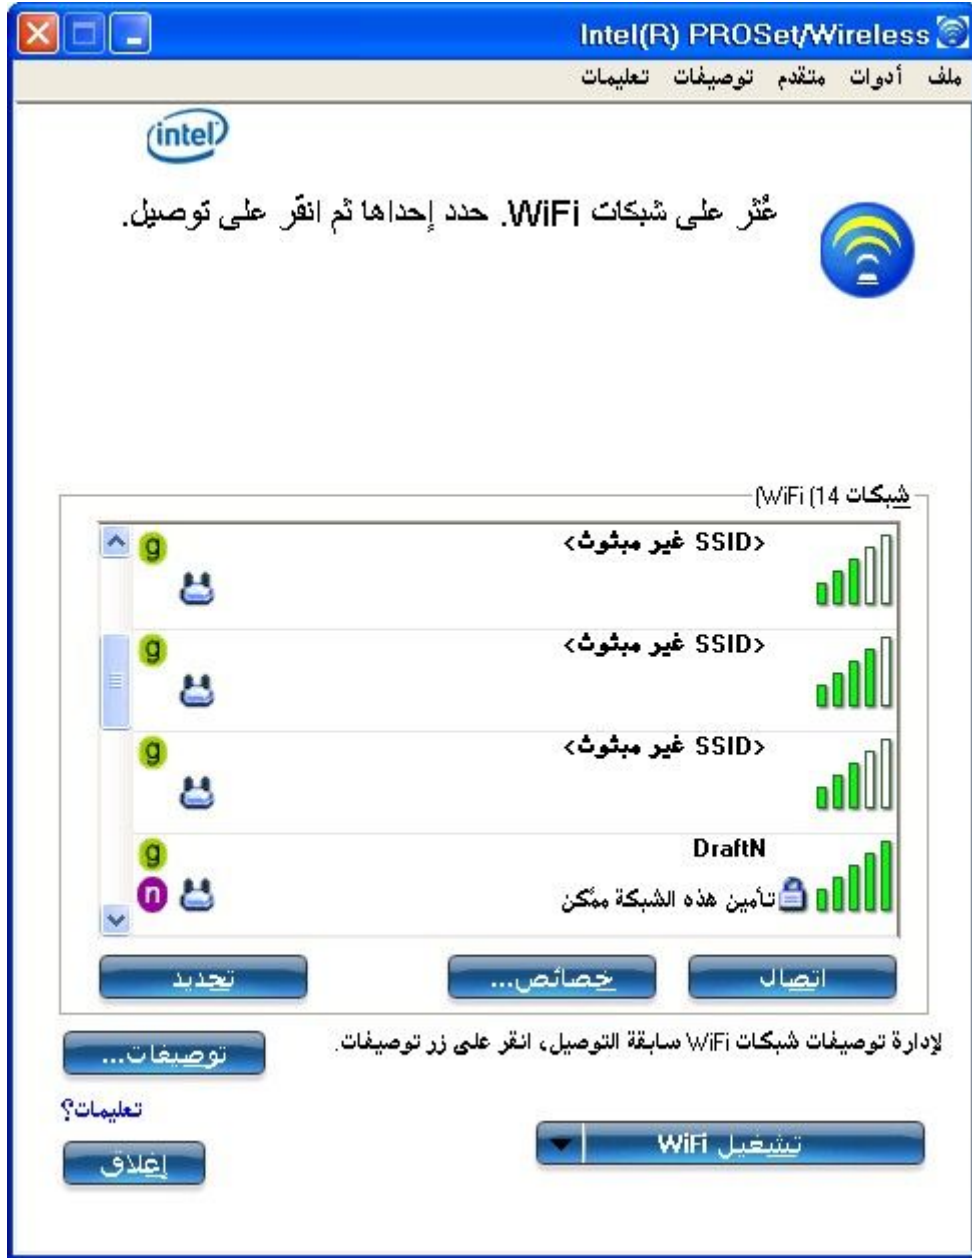 Intel(R) PROSet/Wireless
ملف أدوات متقدم توصيفات تعليمات
intel
عُثر على شبكات WiFi. حدد إحداها ثم انقر على توصيل.
شبكات WiFi (14)
<SSID غير مبثوث>
g
<SSID غير مبثوث>
g
<SSID غير مبثوث>
g
DraftN
g
تأمين هذه الشبكة ممّكن
n
اتصال
خصائص...
تجديد
لإدارة توصيفات شبكات WiFi سابقة التوصيل، انقر على زر توصيفات.
توصيفات...
تعليمات؟
تشغيل WiFi
إغلاق